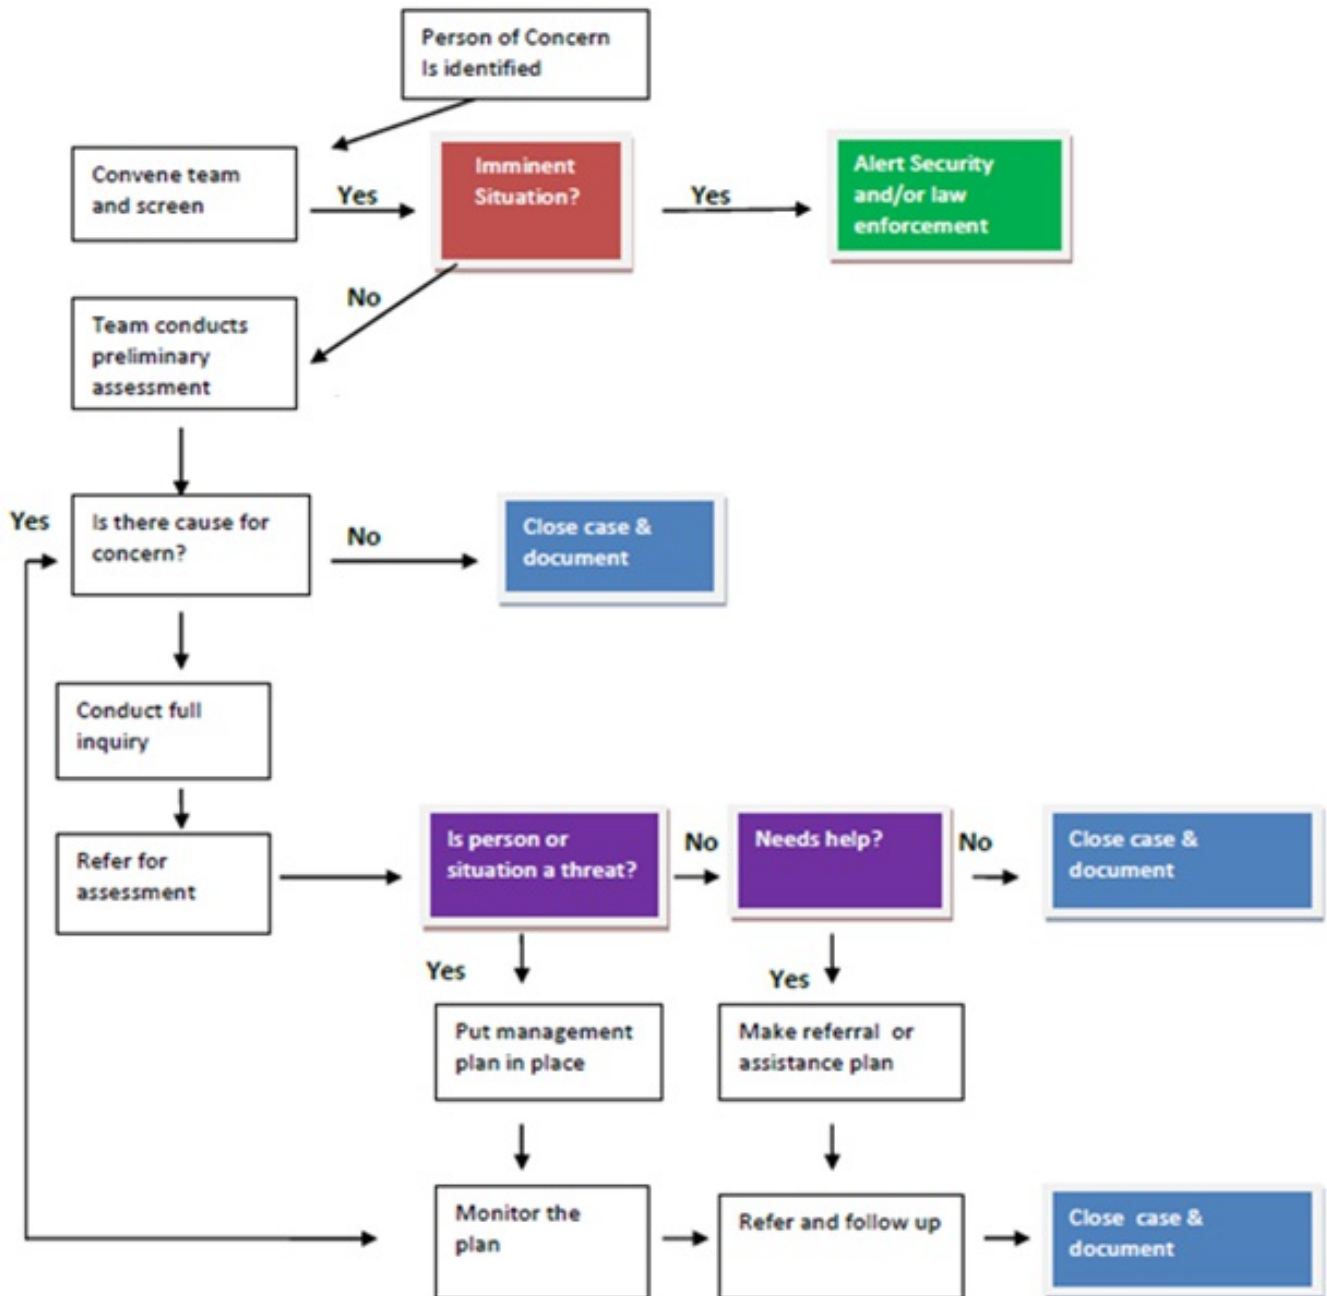 Person of Concern
Is identified
Convene team
and screen
Yes
Imminent
Situation?
Yes
Alert Security
and/or law
enforcement
No
Team conducts
preliminary
assessment
Yes
Is there cause for
concern?
No
Close case &
document
Conduct full
inquiry
Refer for
assessment
Is person or
situation a threat?
No
Needs help?
No
Close case &
document
Yes
Put management
plan in place
Yes
Make referral or
assistance plan
Monitor the
plan
Refer and follow up
Close case &
document